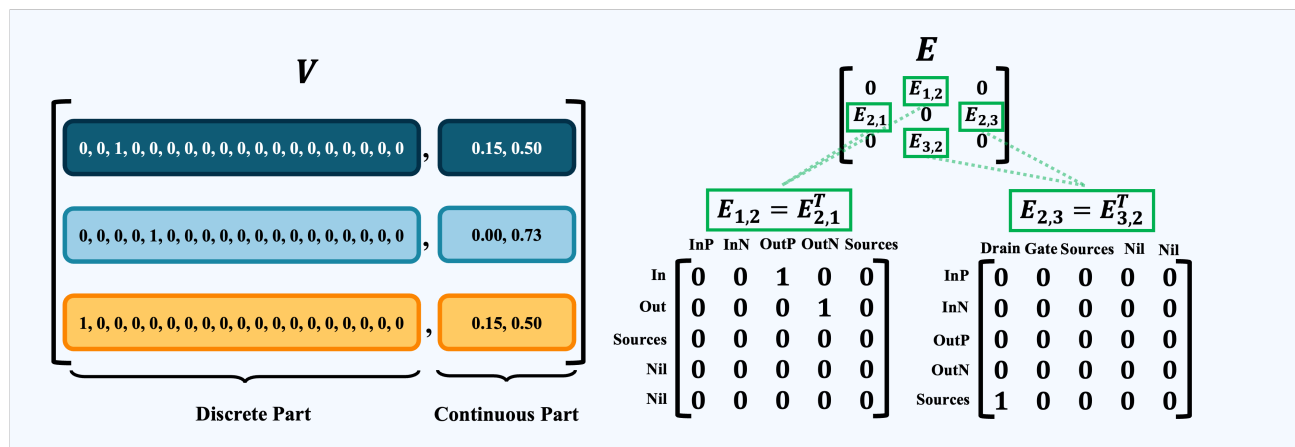 V
0, 0, 1, 0, 0, 0, 0, 0, 0, 0, 0, 0, 0, 0, 0, 0, 0, 0, 0 , 0.15, 0.50
0, 0, 0, 0, 1, 0, 0, 0, 0, 0, 0, 0, 0, 0, 0, 0, 0, 0, 0 , 0.00, 0.73
1, 0, 0, 0, 0, 0, 0, 0, 0, 0, 0, 0, 0, 0, 0, 0, 0, 0, 0 , 0.15, 0.50
Discrete Part Continuous Part
E
0 E1,2 0
E2,1 0 E2,3
0 E3,2 0
E1,2 = E^T2,1
InP InN OutP OutN Sources
In 0 0 1 0 0
Out 0 0 0 1 0
Sources 0 0 0 0 0
Nil 0 0 0 0 0
Nil 0 0 0 0 0
E2,3 = E^T3,2
Drain Gate Sources Nil Nil
InP 0 0 0 0 0
InN 0 0 0 0 0
OutP 0 0 0 0 0
OutN 0 0 0 0 0
Sources 1 0 0 0 0